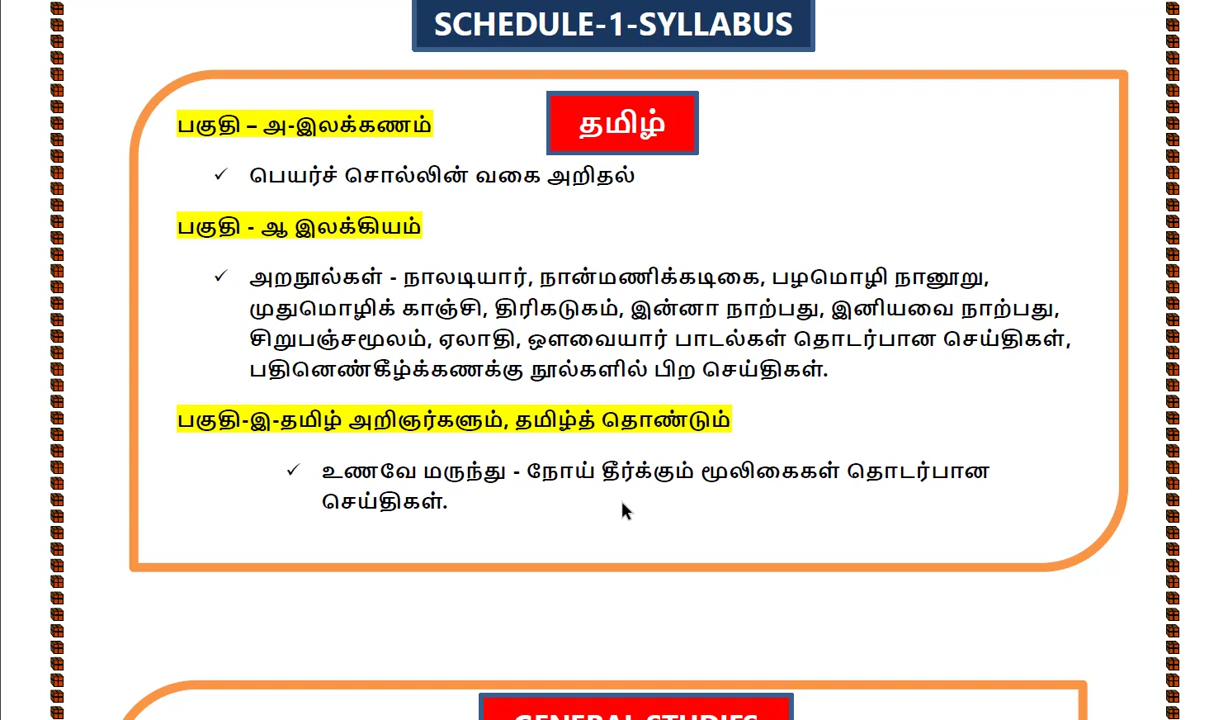 SCHEDULE-1-SYLLABUS
தமிழ்
பகுதி – அ-இலக்கணம்
✓ பெயர்ச் சொல்லின் வகை அறிதல்
பகுதி - ஆ இலக்கியம்
✓ அறநூல்கள் - நாலடியார், நான்மணிக்கடிகை, பழமொழி நானூறு,
முதுமொழிக் காஞ்சி, திரிகடுகம், இன்னா நாற்பது, இனியவை நாற்பது,
சிறுபஞ்சமூலம், ஏலாதி, ஔவையார் பாடல்கள் தொடர்பான செய்திகள்,
பதினெண்கீழ்க்கணக்கு நூல்களில் பிற செய்திகள்.
பகுதி-இ-தமிழ் அறிஞர்களும், தமிழ்த் தொண்டும்
✓ உணவே மருந்து - நோய் தீர்க்கும் மூலிகைகள் தொடர்பான
செய்திகள்.
GENERAL STUDIES